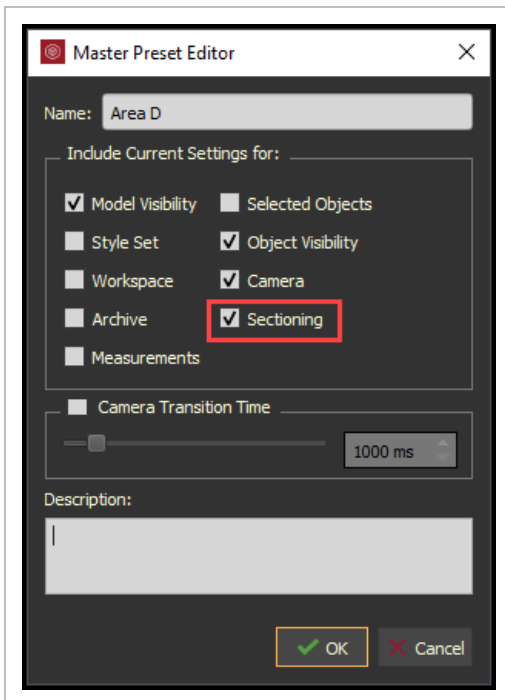 Master Preset Editor
Name: Area D
Include Current Settings for:
Model Visibility Selected Objects
Style Set Object Visibility
Workspace Camera
Archive Sectioning
Measurements
Camera Transition Time
1000 ms
Description:
OK Cancel